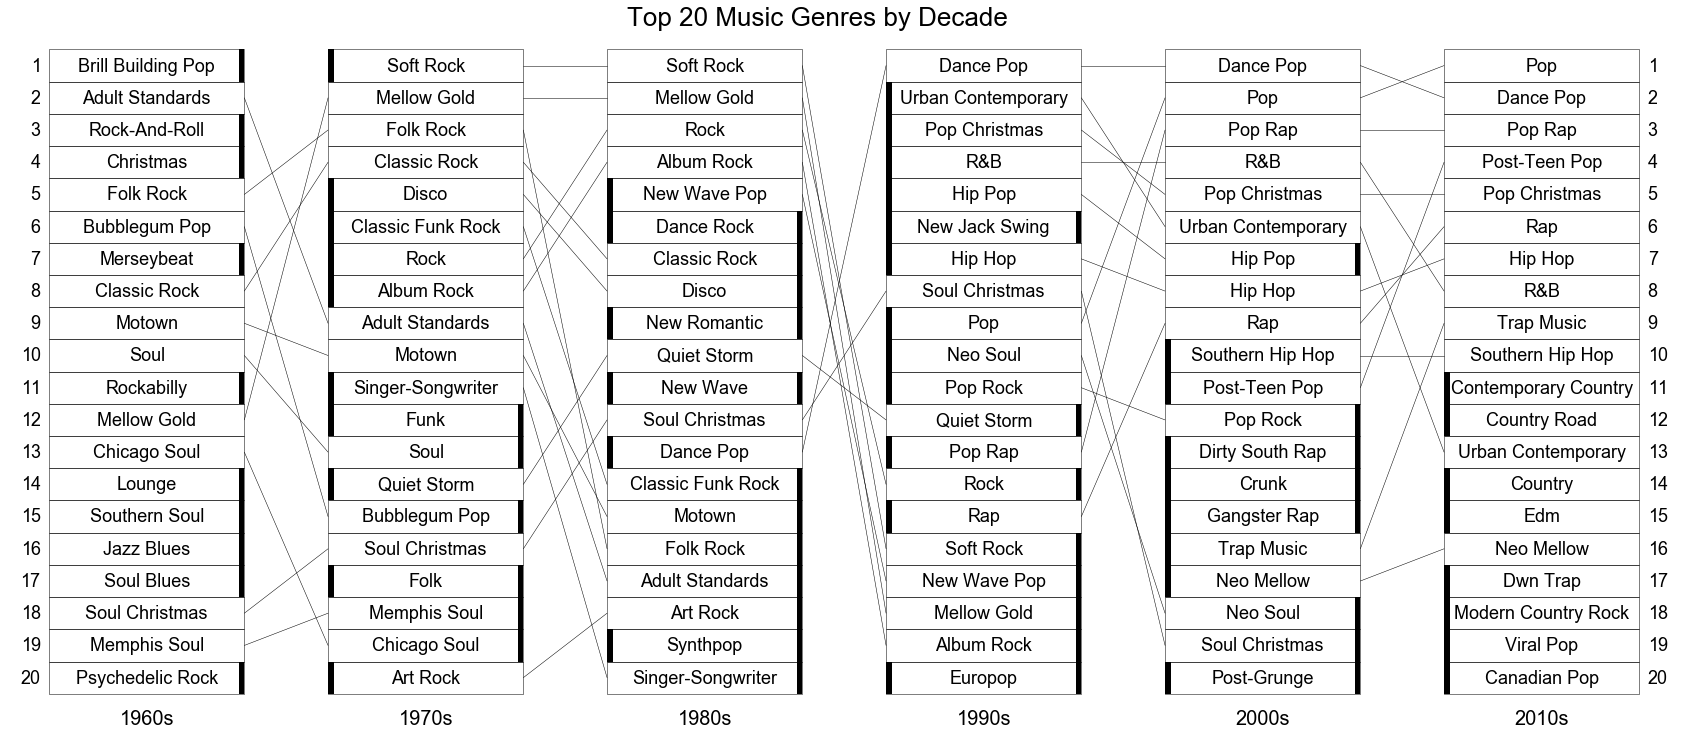 Top 20 Music Genres by Decade
1 Brill Building Pop Soft Rock Soft Rock Dance Pop Dance Pop Pop 1
2 Adult Standards Mellow Gold Mellow Gold Urban Contemporary Pop Dance Pop 2
3 Rock-And-Roll Folk Rock Rock Pop Christmas Pop Rap Pop Rap 3
4 Christmas Classic Rock Album Rock R&B R&B Post-Teen Pop 4
5 Folk Rock Disco New Wave Pop Hip Pop Pop Christmas Pop Christmas 5
6 Bubblegum Pop Classic Funk Rock Dance Rock New Jack Swing Urban Contemporary Rap 6
7 Merseybeat Rock Classic Rock Hip Hop Hip Pop Hip Hop 7
8 Classic Rock Album Rock Disco Soul Christmas Hip Hop R&B 8
9 Motown Adult Standards New Romantic Pop Rap Trap Music 9
10 Soul Motown Quiet Storm Neo Soul Southern Hip Hop Southern Hip Hop 10
11 Rockabilly Singer-Songwriter New Wave Pop Rock Post-Teen Pop Contemporary Country 11
12 Mellow Gold Funk Soul Christmas Quiet Storm Pop Rock Country Road 12
13 Chicago Soul Soul Dance Pop Pop Rap Dirty South Rap Urban Contemporary 13
14 Lounge Quiet Storm Classic Funk Rock Rock Crunk Country 14
15 Southern Soul Bubblegum Pop Motown Rap Gangster Rap Edm 15
16 Jazz Blues Soul Christmas Folk Rock Soft Rock Trap Music Neo Mellow 16
17 Soul Blues Folk Adult Standards New Wave Pop Neo Mellow Dwn Trap 17
18 Soul Christmas Memphis Soul Art Rock Mellow Gold Neo Soul Modern Country Rock 18
19 Memphis Soul Chicago Soul Synthpop Album Rock Soul Christmas Viral Pop 19
20 Psychedelic Rock Art Rock Singer-Songwriter Europop Post-Grunge Canadian Pop 20
1960s 1970s 1980s 1990s 2000s 2010s